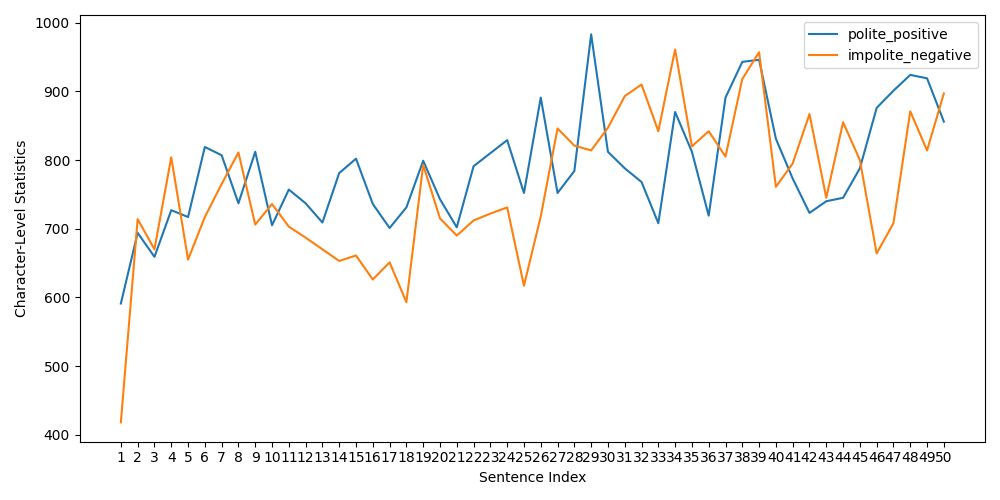 1000
900
800
700
600
500
400
Character-Level Statistics
polite_positive
impolite_negative
1 2 3 4 5 6 7 8 9 10 11 12 13 14 15 16 17 18 19 20 21 22 23 24 25 26 27 28 29 30 31 32 33 34 35 36 37 38 39 40 41 42 43 44 45 46 47 48 49 50
Sentence Index